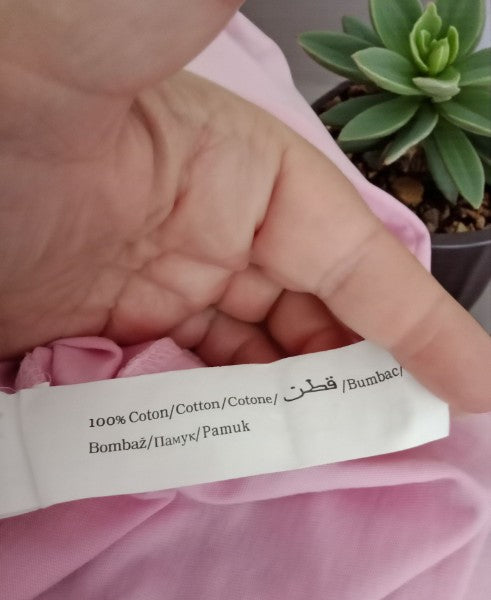 100% Coton/Cotton/Cotone/ قطن /Bumbac/
Bombaž/Памук/Pamuk